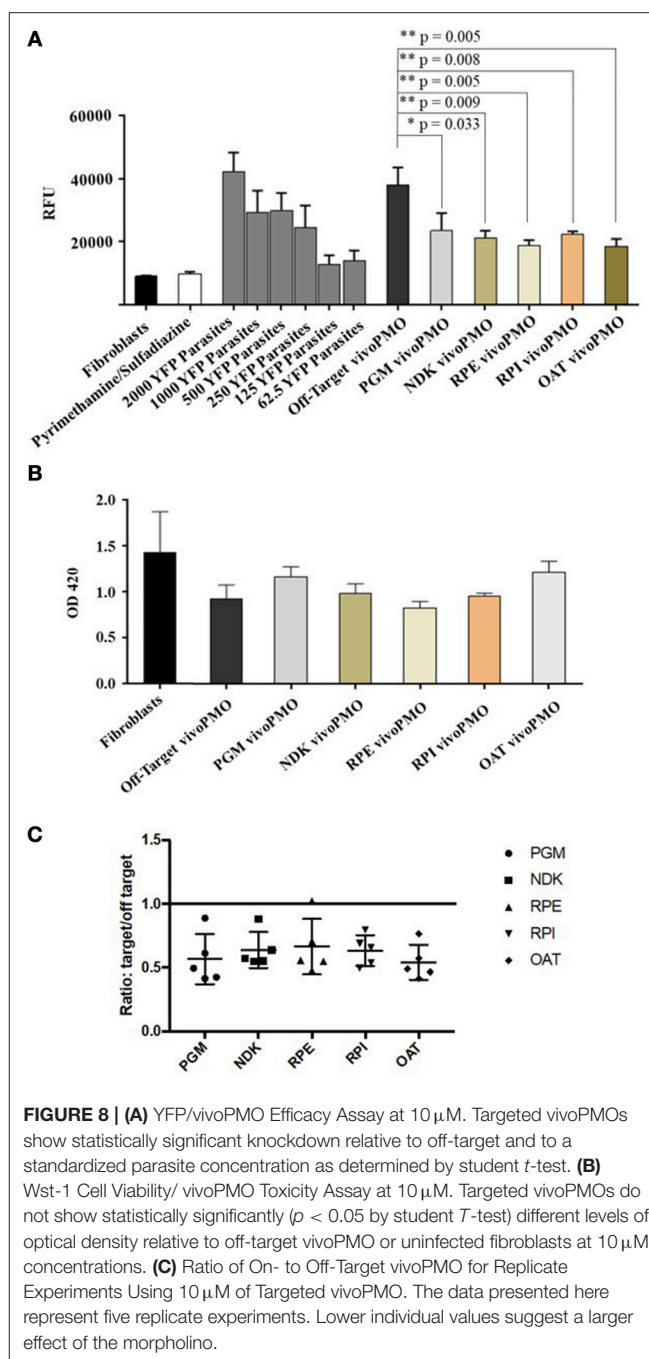 A
** p = 0.005
** p = 0.008
** p = 0.005
** p = 0.009
* p = 0.033
60000
40000
20000
RFU
Fibroblasts
Pyrimethamine/Sulfadiazine
2000 YFP Parasites
1000 YFP Parasites
500 YFP Parasites
250 YFP Parasites
125 YFP Parasites
62.5 YFP Parasites
Off-Target vivoPMO
PGM vivoPMO
NDK vivoPMO
RPE vivoPMO
RPI vivoPMO
OAT vivoPMO
B
2.0
1.5
1.0
0.5
0.0
OD 420
Fibroblasts
Off-Target vivoPMO
PGM vivoPMO
NDK vivoPMO
RPE vivoPMO
RPI vivoPMO
OAT vivoPMO
C
1.5
1.0
0.5
0.0
Ratio: target/off target
PGM
NDK
RPE
RPI
OAT
PGM
NDK
RPE
RPI
OAT
FIGURE 8 | (A) YFP/vivoPMO Efficacy Assay at 10 μM. Targeted vivoPMOs
show statistically significant knockdown relative to off-target and to a
standardized parasite concentration as determined by student t-test. (B)
Wst-1 Cell Viability/ vivoPMO Toxicity Assay at 10 μM. Targeted vivoPMOs do
not show statistically significantly (p < 0.05 by student T-test) different levels of
optical density relative to off-target vivoPMO or uninfected fibroblasts at 10 μM
concentrations. (C) Ratio of On- to Off-Target vivoPMO for Replicate
Experiments Using 10 μM of Targeted vivoPMO. The data presented here
represent five replicate experiments. Lower individual values suggest a larger
effect of the morpholino.